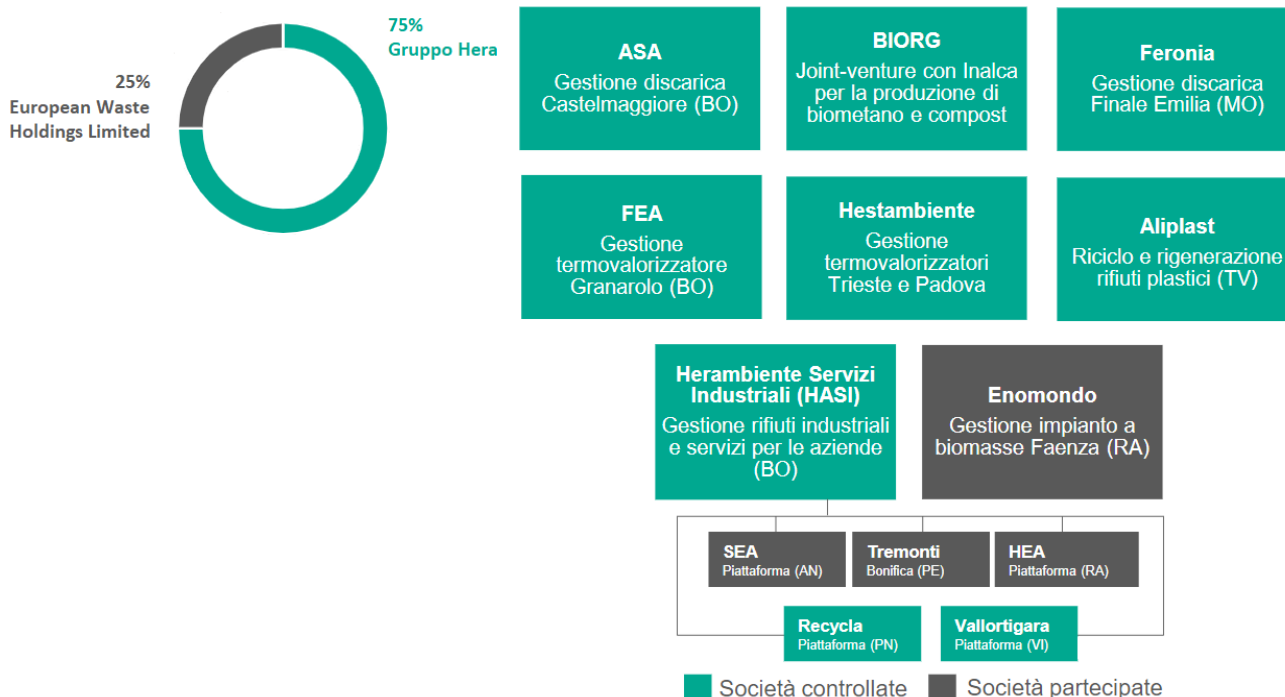 75%
Gruppo Hera
25%
European Waste
Holdings Limited
ASA
Gestione discarica
Castelmaggiore (BO)
BIORG
Joint-venture con Inalca
per la produzione di
biometano e compost
Feronia
Gestione discarica
Finale Emilia (MO)
FEA
Gestione
termovalorizzatore
Granarolo (BO)
Hestambiente
Gestione
termovalorizzatori
Trieste e Padova
Aliplast
Riciclo e rigenerazione
rifiuti plastici (TV)
Herambiente Servizi
Industriali (HASI)
Gestione rifiuti industriali
e servizi per le aziende
(BO)
Enomondo
Gestione impianto a
biomasse Faenza (RA)
SEA
Piattaforma (AN)
Tremonti
Bonifica (PE)
HEA
Piattaforma (RA)
Recycla
Piattaforma (PN)
Vallortigara
Piattaforma (VI)
Società controllate
Società partecipate